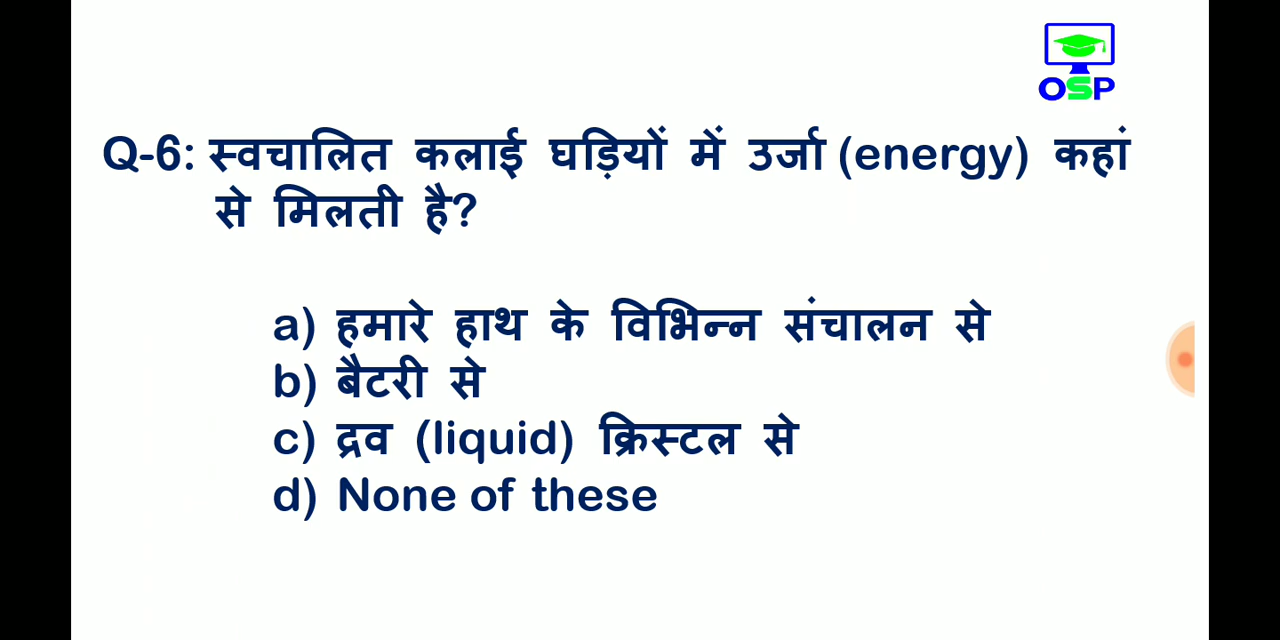 OSP
Q-6: स्वचालित कलाई घड़ियों में उर्जा (energy) कहां
से मिलती है?
a) हमारे हाथ के विभिन्न संचालन से
b) बैटरी से
c) द्रव (liquid) क्रिस्टल से
d) None of these